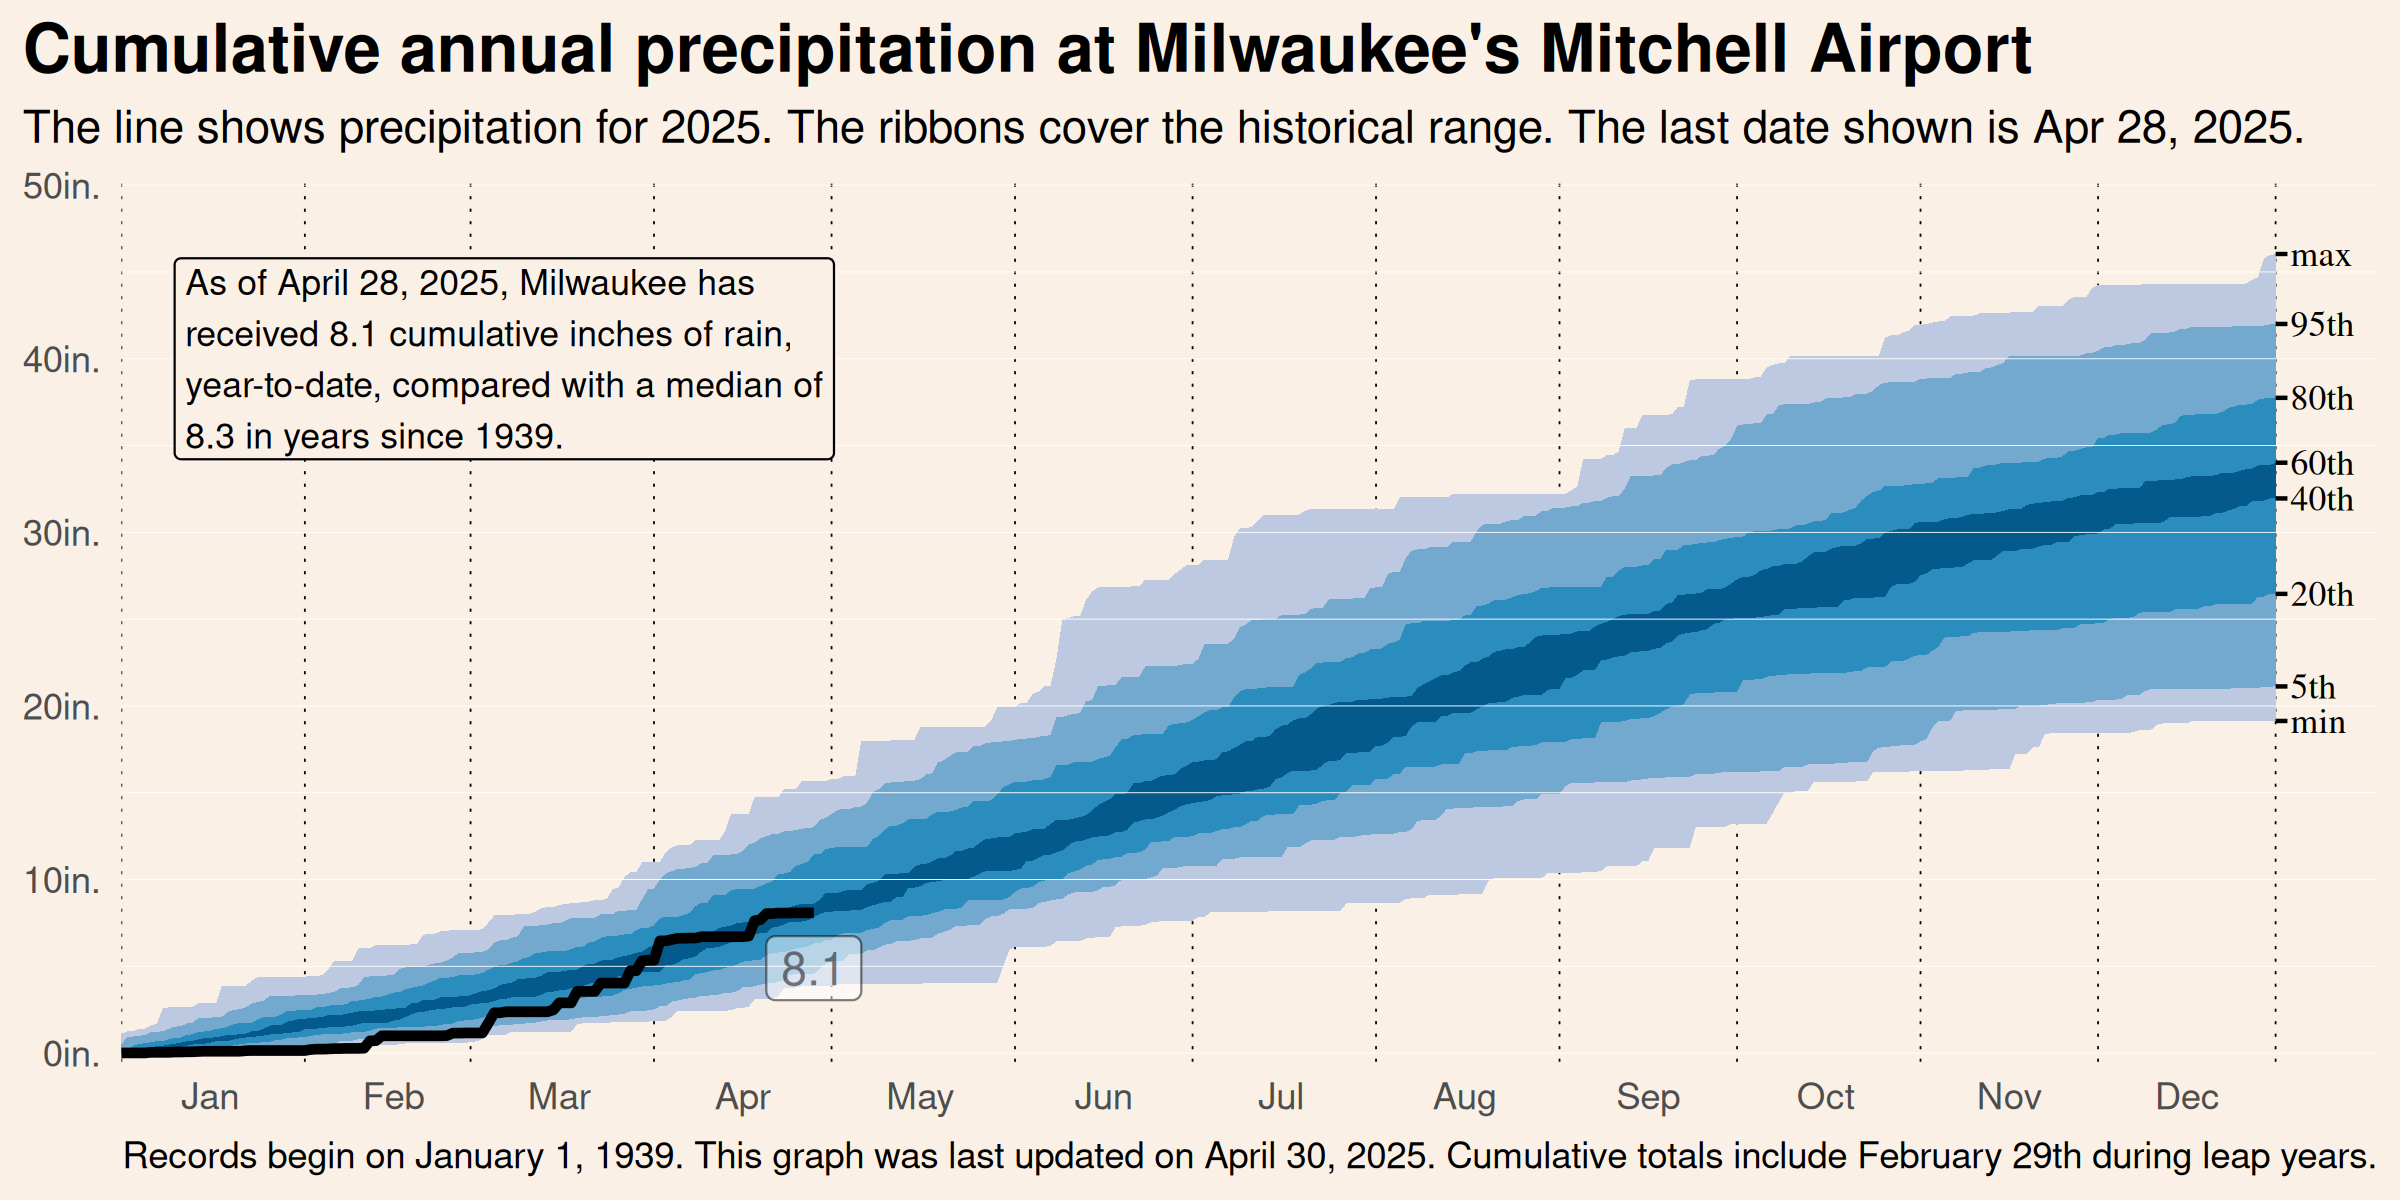 Cumulative annual precipitation at Milwaukee's Mitchell Airport
The line shows precipitation for 2025. The ribbons cover the historical range. The last date shown is Apr 28, 2025.
50in.
40in.
30in.
20in.
10in.
0in.
As of April 28, 2025, Milwaukee has
received 8.1 cumulative inches of rain,
year-to-date, compared with a median of
8.3 in years since 1939.
8.1
max
95th
80th
60th
40th
20th
5th
min
Jan Feb Mar Apr May Jun Jul Aug Sep Oct Nov Dec
Records begin on January 1, 1939. This graph was last updated on April 30, 2025. Cumulative totals include February 29th during leap years.